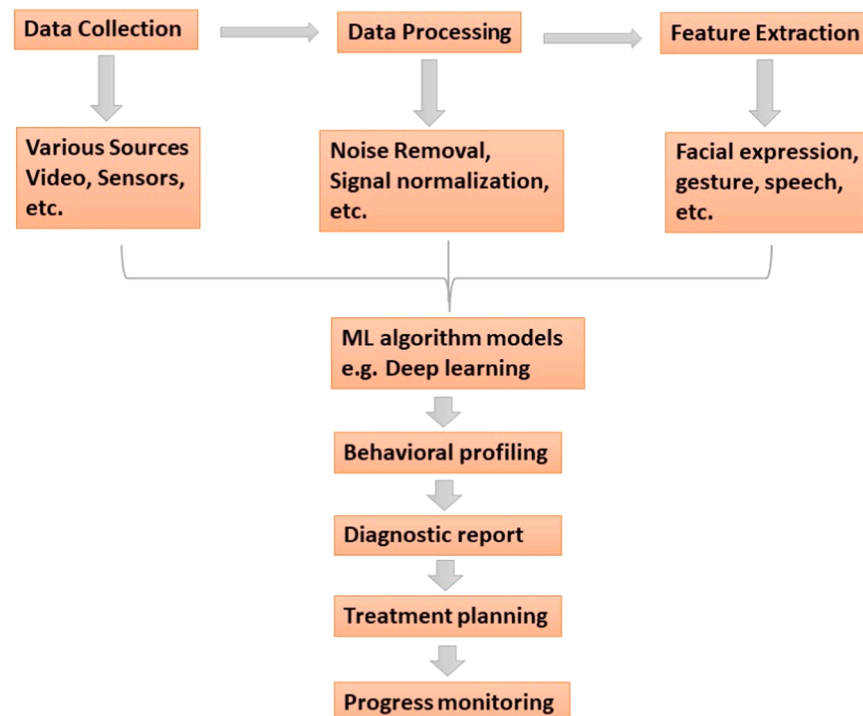 Data Collection
Data Processing
Feature Extraction
Various Sources
Video, Sensors,
etc.
Noise Removal,
Signal normalization,
etc.
Facial expression,
gesture, speech,
etc.
ML algorithm models
e.g. Deep learning
Behavioral profiling
Diagnostic report
Treatment planning
Progress monitoring